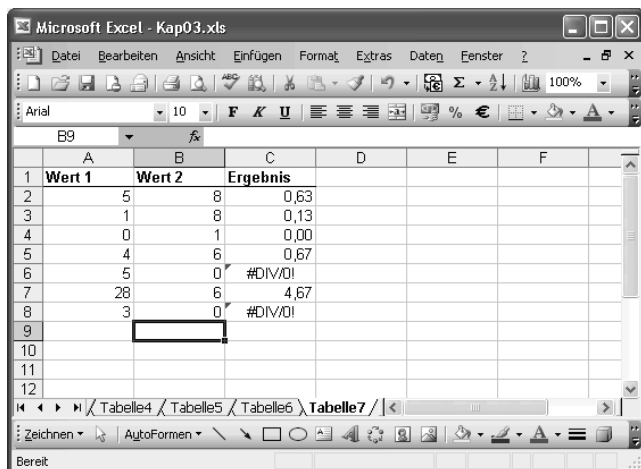 Microsoft Excel - Kap03.xls
Datei Bearbeiten Ansicht Einfügen Format Extras Daten Fenster ?
100%
Arial 10 F K U % €
B9 fx
A B C D E F
1 Wert 1 Wert 2 Ergebnis
2 5 8 0,63
3 1 8 0,13
4 0 1 0,00
5 4 6 0,67
6 5 0 #DIV/0!
7 28 6 4,67
8 3 0 #DIV/0!
9
10
11
12
Tabelle4 / Tabelle5 / Tabelle6 \ Tabelle7 /
Zeichnen AutoFormen
Bereit